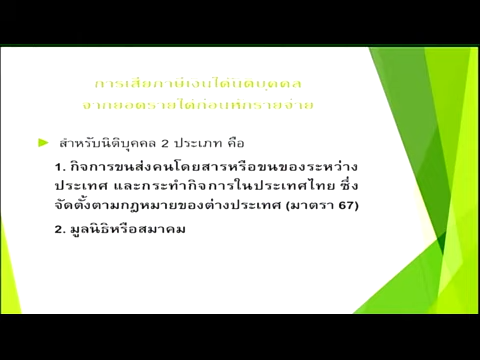 การเสียภาษีเงินได้นิติบุคคล
จากยอดรายได้ก่อนหักรายจ่าย
สำหรับนิติบุคคล 2 ประเภท คือ
1. กิจการขนส่งคนโดยสารหรือขนของระหว่าง
ประเทศ และกระทำกิจการในประเทศไทย ซึ่ง
จัดตั้งตามกฎหมายของต่างประเทศ (มาตรา 67)
2. มูลนิธิหรือสมาคม